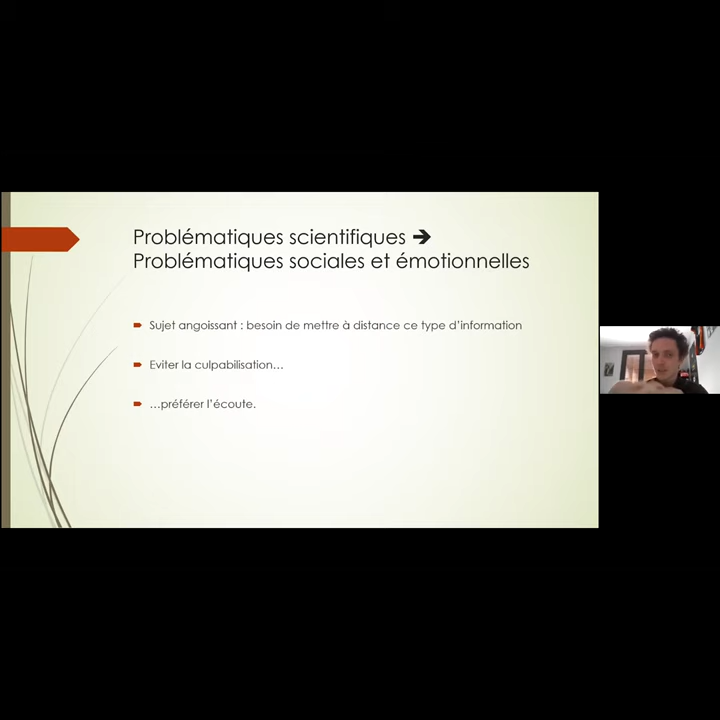 Problématiques scientifiques ➔
Problématiques sociales et émotionnelles
Sujet angoissant : besoin de mettre à distance ce type d’information
Eviter la culpabilisation…
…préférer l’écoute.